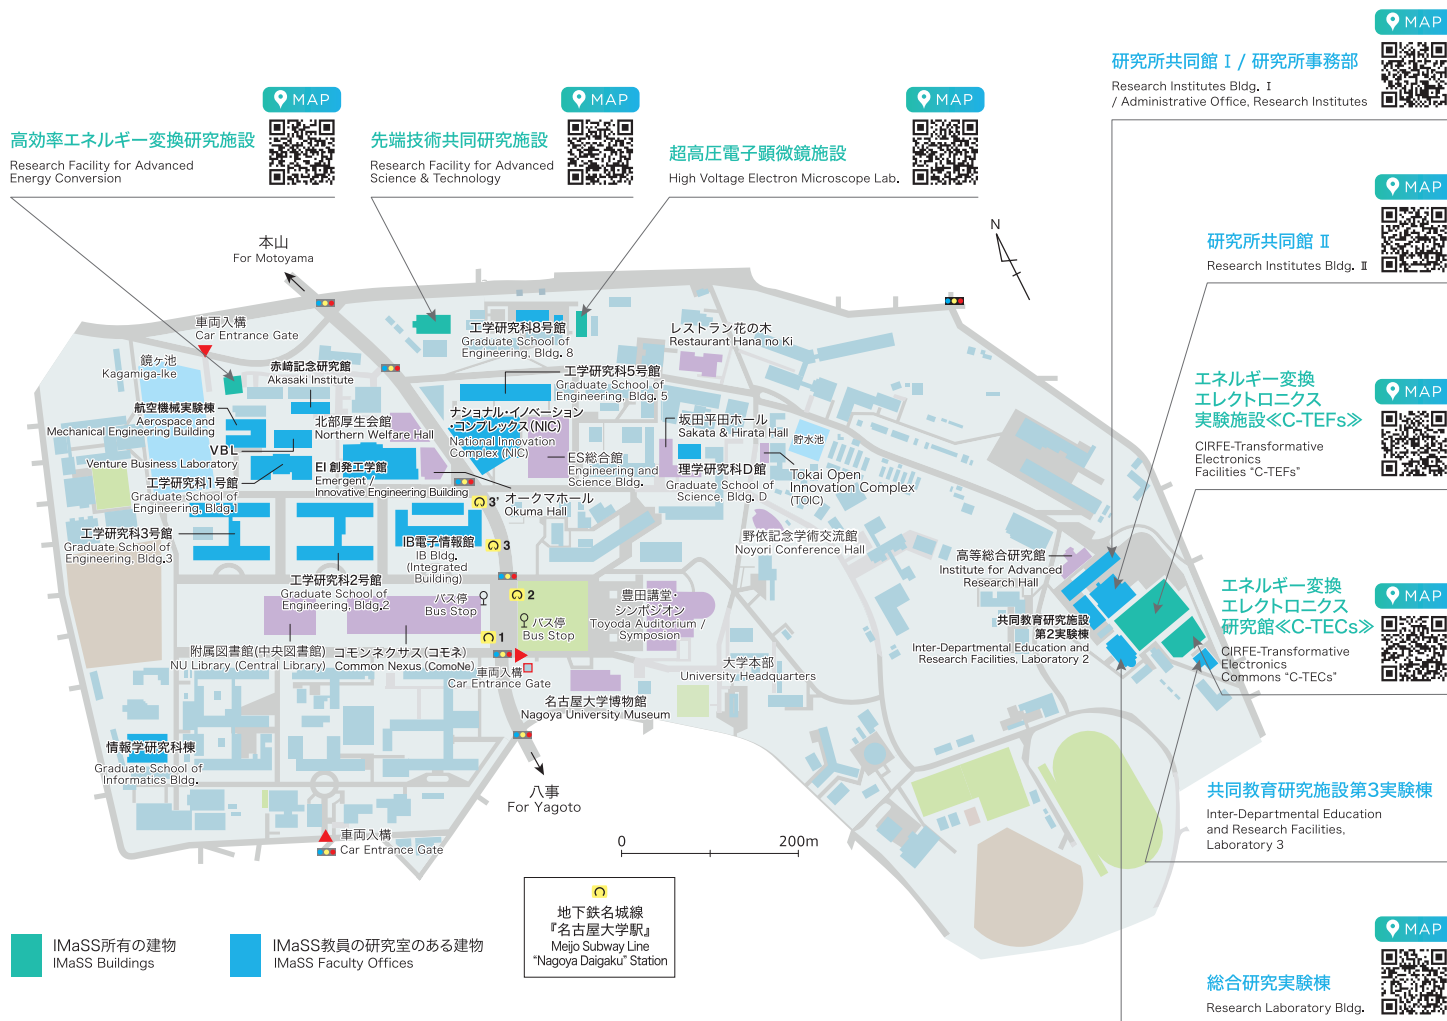 MAP
研究所共同館 Ⅰ / 研究所事務部
Research Institutes Bldg. Ⅰ
/ Administrative Office, Research Institutes
MAP
高効率エネルギー変換研究施設
Research Facility for Advanced
Energy Conversion
MAP
先端技術共同研究施設
Research Facility for Advanced
Science & Technology
MAP
超高圧電子顕微鏡施設
High Voltage Electron Microscope Lab.
MAP
研究所共同館 Ⅱ
Research Institutes Bldg. Ⅱ
N
本山
For Motoyama
車両入構
Car Entrance Gate
鏡ヶ池
Kagamiga-Ike
赤﨑記念研究館
Akasaki Institute
工学研究科8号館
Graduate School of
Engineering, Bldg. 8
レストラン花の木
Restaurant Hana no Ki
工学研究科5号館
Graduate School of
Engineering, Bldg. 5
航空機械実験棟
Aerospace and
Mechanical Engineering Building
北部厚生会館
Northern Welfare Hall
ナショナル・イノベーション
・コンプレックス(NIC)
National Innovation
Complex (NIC)
坂田平田ホール
Sakata & Hirata Hall
貯水池
VBL
Venture Business Laboratory
EI 創発工学館
Emergent /
Innovative Engineering Building
ES総合館
Engineering and
Science Bldg.
理学研究科D館
Graduate School of
Science, Bldg. D
Tokai Open
Innovation Complex
(TOIC)
工学研究科1号館
Graduate School of
Engineering, Bldg.1
オークマホール
Okuma Hall
3'
工学研究科3号館
Graduate School of
Engineering, Bldg.3
IB電子情報館
IB Bldg.
(Integrated
Building)
3
野依記念学術交流館
Noyori Conference Hall
高等総合研究館
Institute for Advanced
Research Hall
工学研究科2号館
Graduate School of
Engineering, Bldg.2
バス停
Bus Stop
2
バス停
Bus Stop
1
豊田講堂・
シンポジオン
Toyoda Auditorium /
Symposion
共同教育研究施設
第2実験棟
Inter-Departmental Education and
Research Facilities, Laboratory 2
附属図書館(中央図書館)
NU Library (Central Library)
コモンネクサス(コモネ)
Common Nexus (ComoNe)
車両入構
Car Entrance Gate
大学本部
University Headquarters
名古屋大学博物館
Nagoya University Museum
情報学研究科棟
Graduate School of
Informatics Bldg.
八事
For Yagoto
車両入構
Car Entrance Gate
0
200m
MAP
エネルギー変換
エレクトロニクス
実験施設≪C-TEFs≫
CIRFE-Transformative
Electronics
Facilities “C-TEFs”
MAP
エネルギー変換
エレクトロニクス
研究館≪C-TECs≫
CIRFE-Transformative
Electronics
Commons “C-TECs”
共同教育研究施設第3実験棟
Inter-Departmental Education
and Research Facilities,
Laboratory 3
MAP
総合研究実験棟
Research Laboratory Bldg.
地下鉄名城線
『名古屋大学駅』
Meijo Subway Line
“Nagoya Daigaku” Station
IMaSS所有の建物
IMaSS Buildings
IMaSS教員の研究室のある建物
IMaSS Faculty Offices